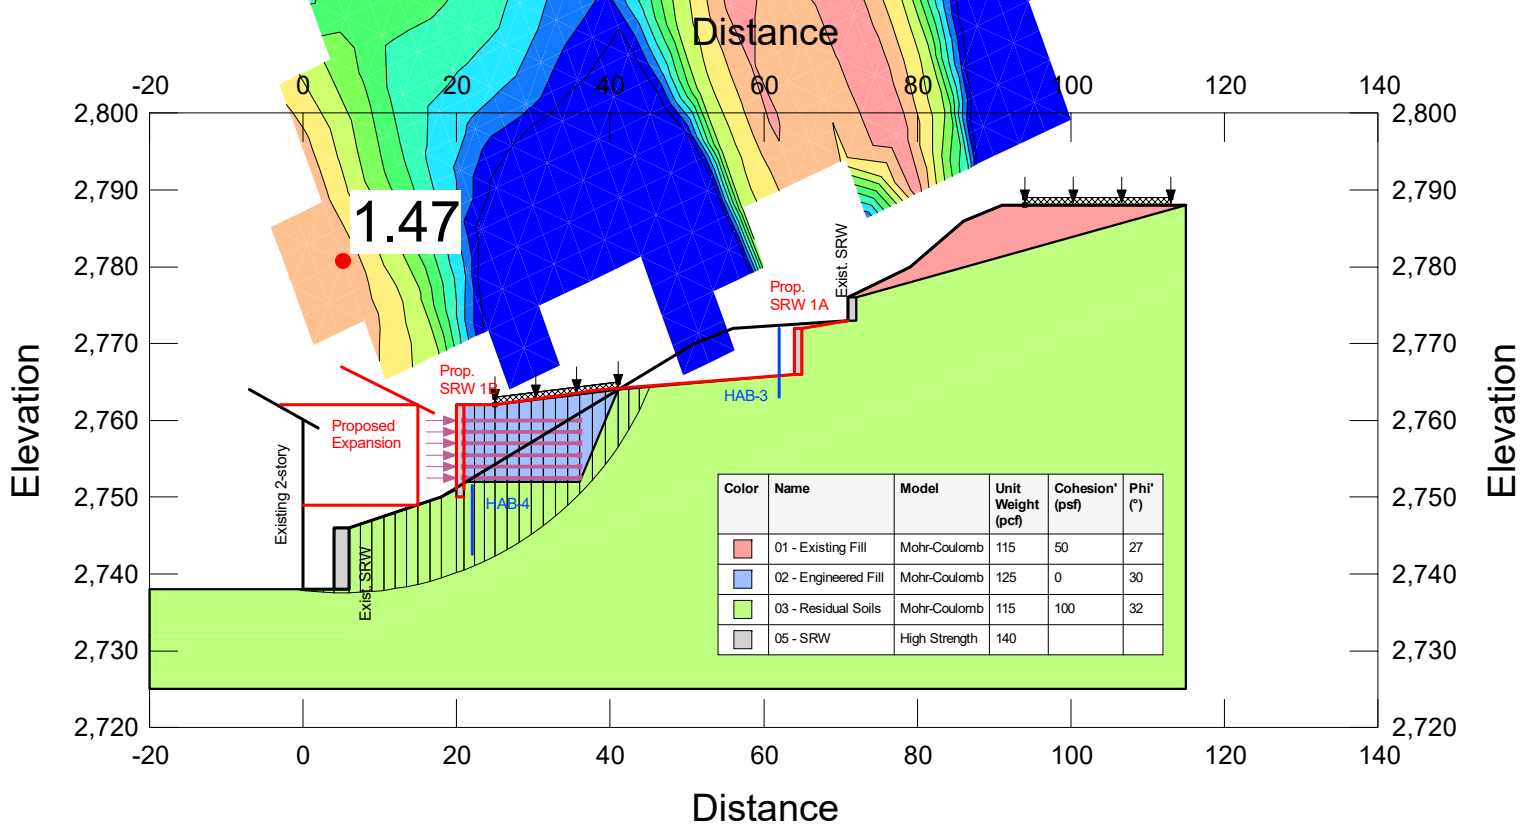 Distance
-20 0 20 40 60 80 100 120 140
2,800 2,800
2,790 2,790
1.47
2,780 2,780
Exist. SRW
Prop.
SRW 1A
2,770 2,770
Prop.
SRW 1B
HAB-3
2,760 2,760
Proposed
Expansion
Elevation
Elevation
Existing 2-story
2,750 2,750
HAB-4
Exist. SRW
2,740 2,740
2,730 2,730
2,720 2,720
Color Name Model Unit Weight (pcf) Cohesion' (psf) Phi' (°)
01 - Existing Fill Mohr-Coulomb 115 50 27
02 - Engineered Fill Mohr-Coulomb 125 0 30
03 - Residual Soils Mohr-Coulomb 115 100 32
05 - SRW High Strength 140
-20 0 20 40 60 80 100 120 140
Distance